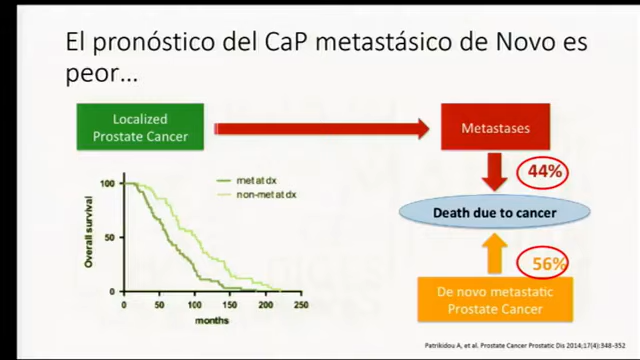 El pronóstico del CaP metastásico de Novo es
peor...
Localized
Prostate Cancer
Metastases
44%
Death due to cancer
56%
De novo metastatic
Prostate Cancer
met at dx
non-met at dx
Overall survival
100
50
0
0 50 100 150 200 250
months
Patrikidou A, et al. Prostate Cancer Prostatic Dis 2014;17(4):348-352